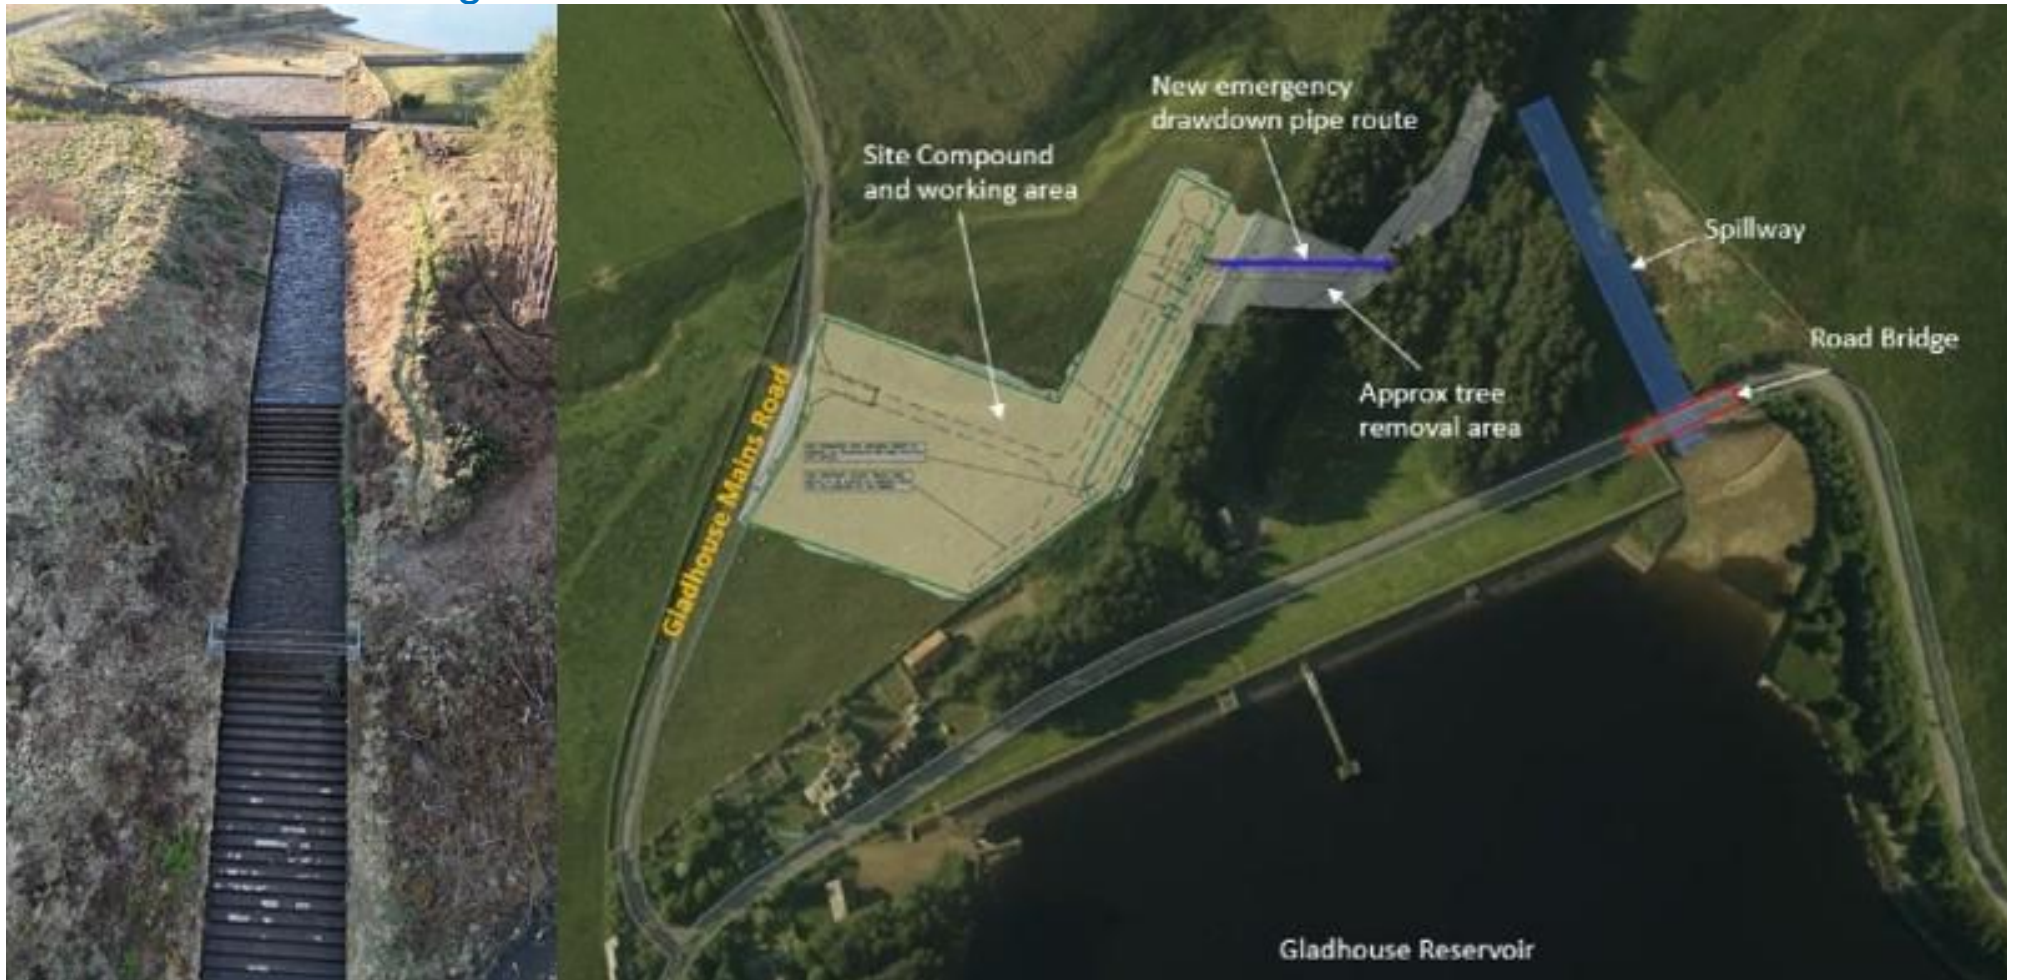 New emergency
drawdown pipe route
Site Compound
and working area
Spillway
Road Bridge
Approx tree
removal area
Gladhouse Mains Road
Gladhouse Reservoir